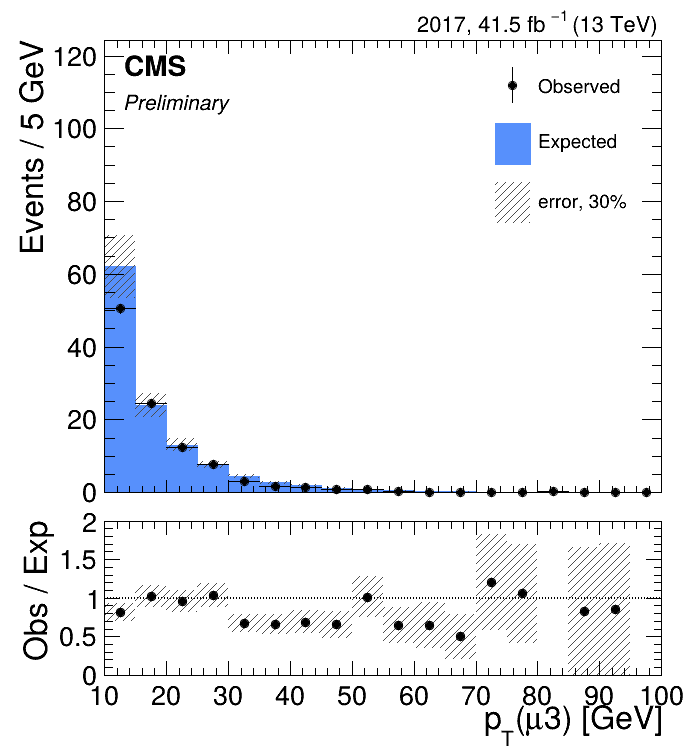 2017, 41.5 fb⁻¹ (13 TeV)
CMS
Preliminary
Observed
Expected
error, 30%
Events / 5 GeV
120
100
80
60
40
20
0
Obs / Exp
2
1.5
1
0.5
0
10 20 30 40 50 60 70 80 90 100
p_T(μ3) [GeV]